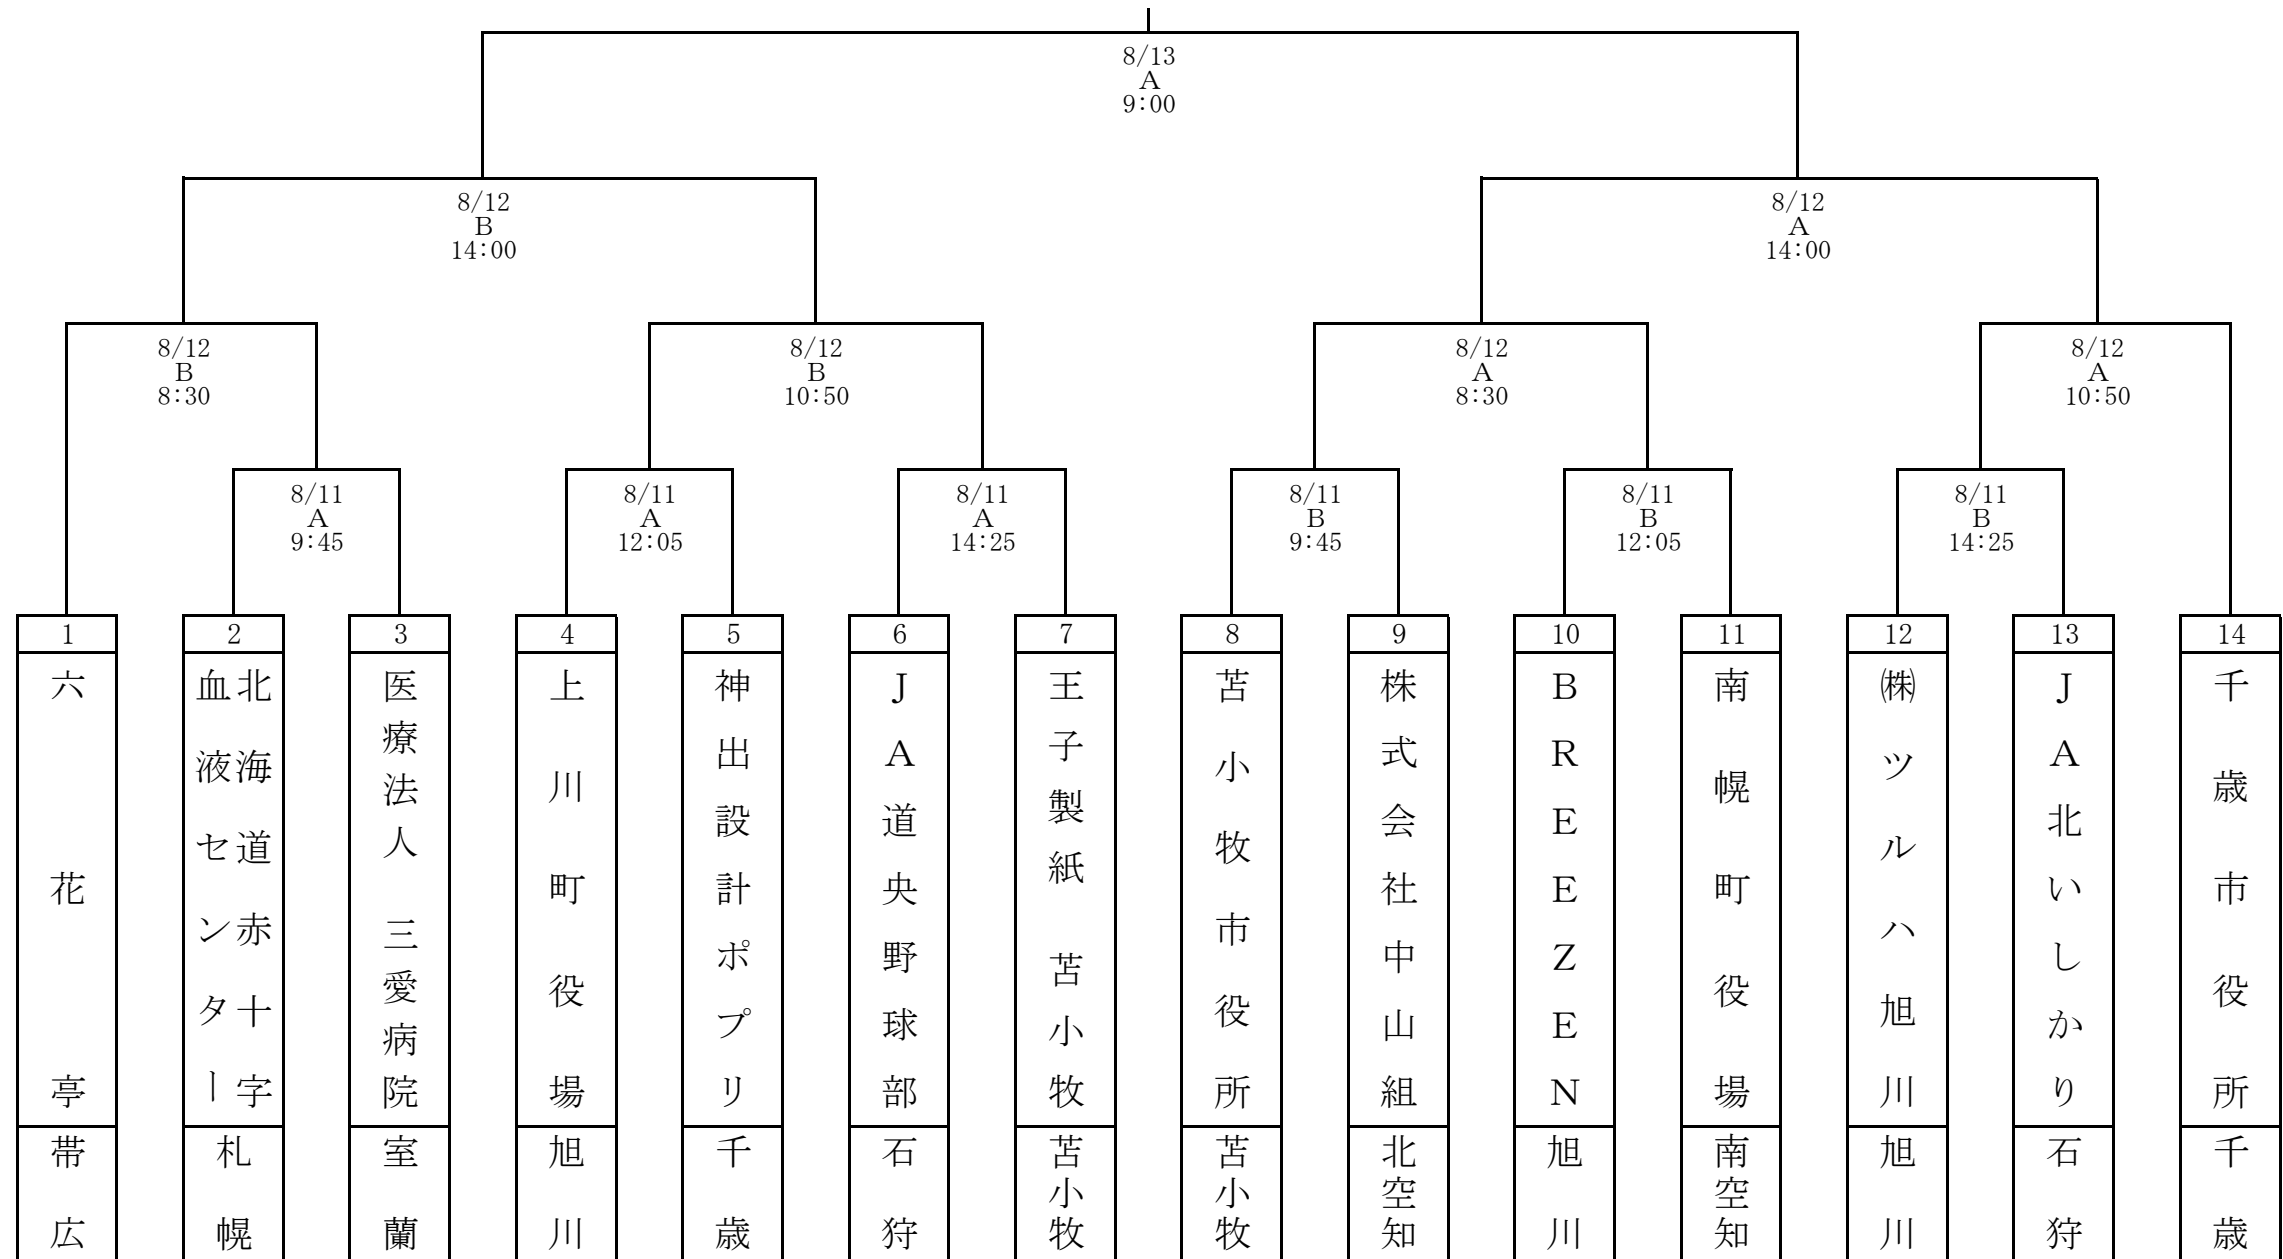 8/13
A
9:00
8/12
B
14:00
8/12
A
14:00
8/12
B
8:30
8/12
B
10:50
8/12
A
8:30
8/12
A
10:50
8/11
A
9:45
8/11
A
12:05
8/11
A
14:25
8/11
B
9:45
8/11
B
12:05
8/11
B
14:25
1
六花亭
帯広
2
北海道赤十字
血液センター
札幌
3
医療法人 三愛病院
室蘭
4
上川町役場
旭川
5
神出設計ポプリ
千歳
6
JA道央野球部
石狩
7
王子製紙 苫小牧
苫小牧
8
苫小牧市役所
苫小牧
9
株式会社中山組
北空知
10
BREEZEN
旭川
11
南幌町役場
南空知
12
㈱ツルハ旭川
旭川
13
JA北いしかり
石狩
14
千歳市役所
千歳